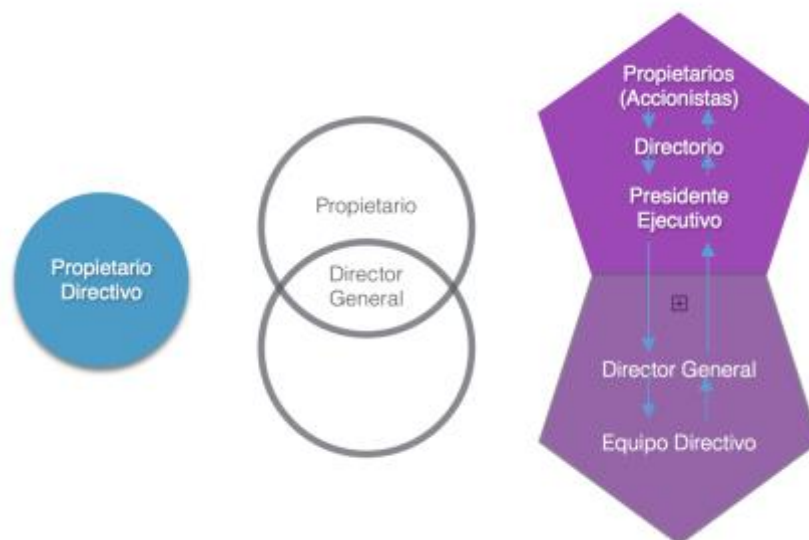 Propietario
Directivo
Propietario
Director
General
Propietarios
(Accionistas)
Directorio
Presidente
Ejecutivo
Director General
Equipo Directivo